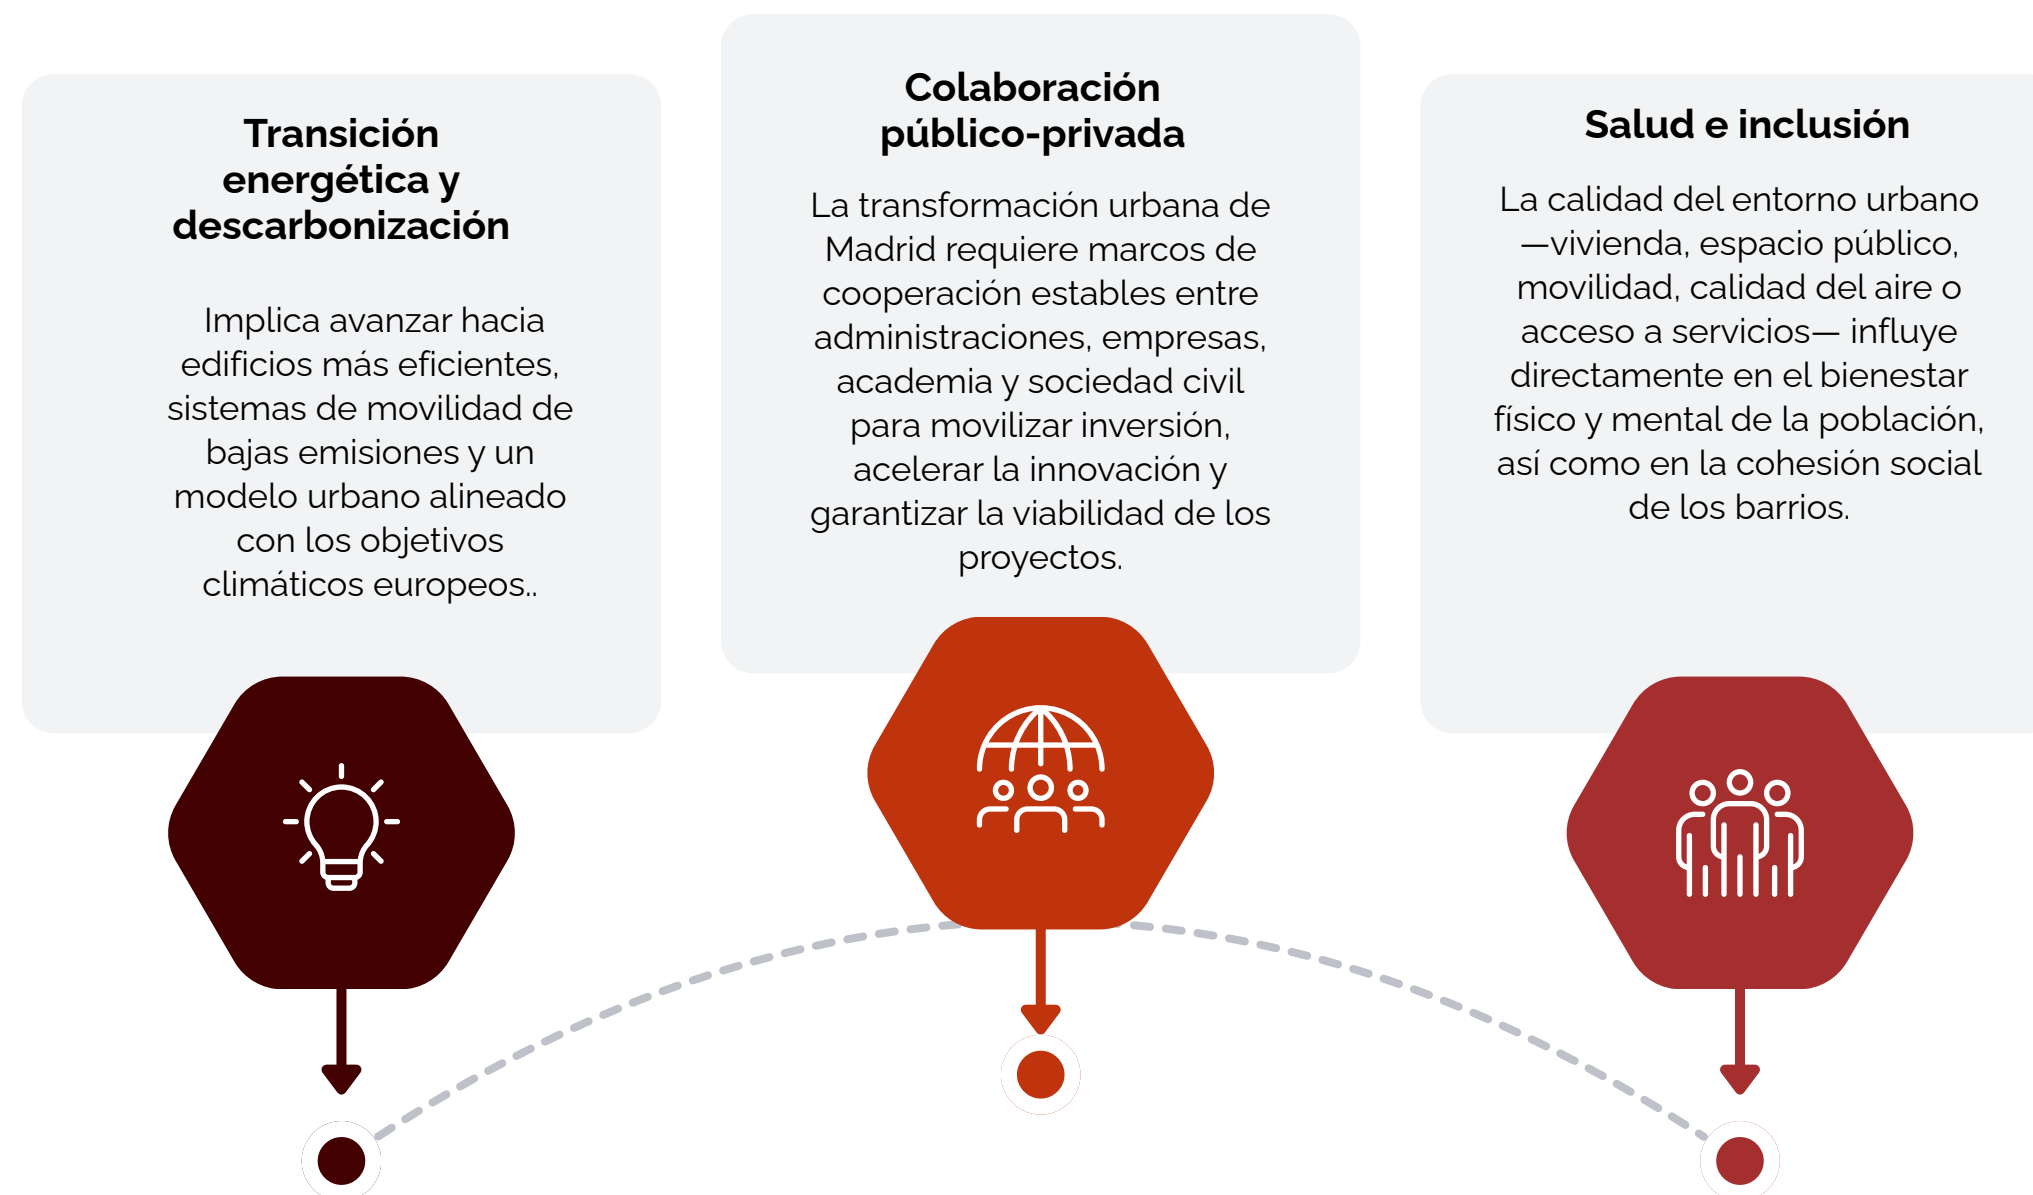 Transición
energética y
descarbonización
Implica avanzar hacia
edificios más eficientes,
sistemas de movilidad de
bajas emisiones y un
modelo urbano alineado
con los objetivos
climáticos europeos..
Colaboración
público-privada
La transformación urbana de
Madrid requiere marcos de
cooperación estables entre
administraciones, empresas,
academia y sociedad civil
para movilizar inversión,
acelerar la innovación y
garantizar la viabilidad de los
proyectos.
Salud e inclusión
La calidad del entorno urbano
—vivienda, espacio público,
movilidad, calidad del aire o
acceso a servicios— influye
directamente en el bienestar
físico y mental de la población,
así como en la cohesión social
de los barrios.